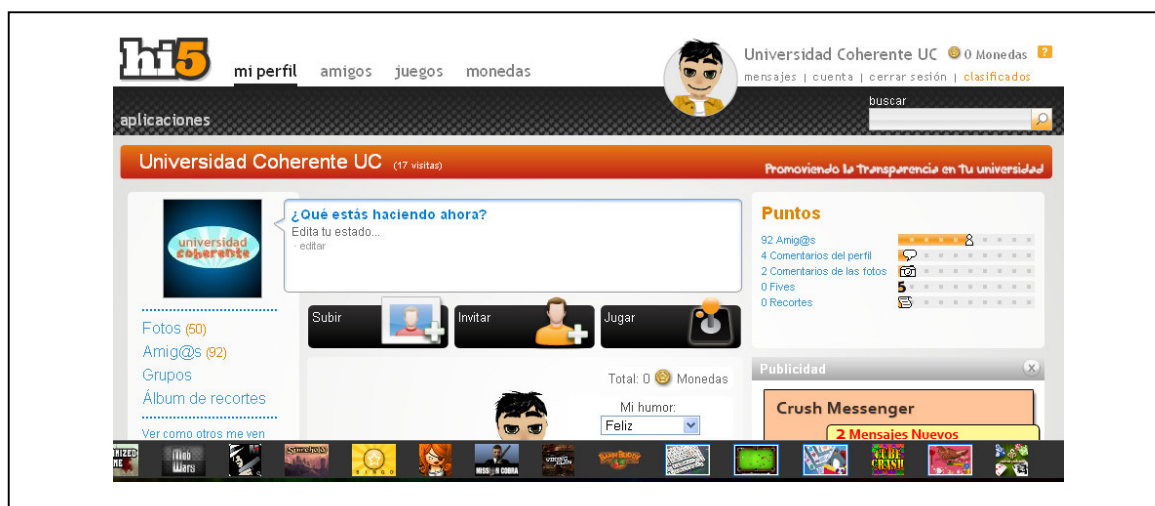 hi5
mi perfil amigos juegos monedas
Universidad Coherente UC 0 Monedas ?
mensajes | cuenta | cerrar sesión | clasificados
buscar
aplicaciones
Universidad Coherente UC (17 visitas)
Promoviendo la Transparencia en Tu universidad
universidad
coherente
¿Qué estás haciendo ahora?
Edita tu estado...
- editar
Puntos
92 Amig@s
4 Comentarios del perfil
2 Comentarios de las fotos
0 Fives 5
0 Recortes
Subir Invitar Jugar
Fotos (50)
Amig@s (92)
Grupos
Álbum de recortes
Ver como otros me ven
Total: 0 Monedas
Mi humor:
Feliz
Publicidad x
Crush Messenger
2 Mensajes Nuevos
Mob
Wars
BINGO
MISSION COBRA
CUBE
CRASH